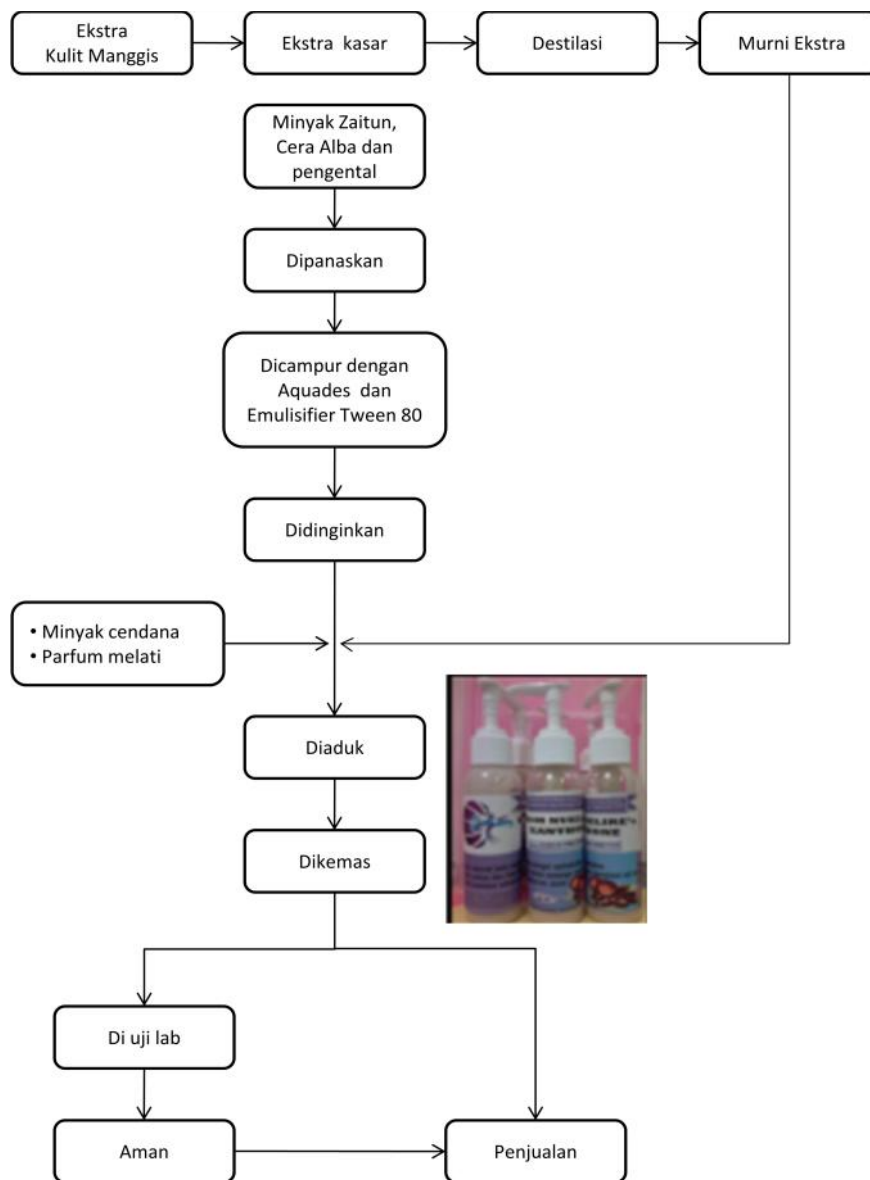 Ekstra
Kulit Manggis
Ekstra kasar
Destilasi
Murni Ekstra
Minyak Zaitun,
Cera Alba dan
pengental
Dipanaskan
Dicampur dengan
Aquades dan
Emulisifier Tween 80
Didinginkan
• Minyak cendana
• Parfum melati
Diaduk
Dikemas
Di uji lab
Aman
Penjualan